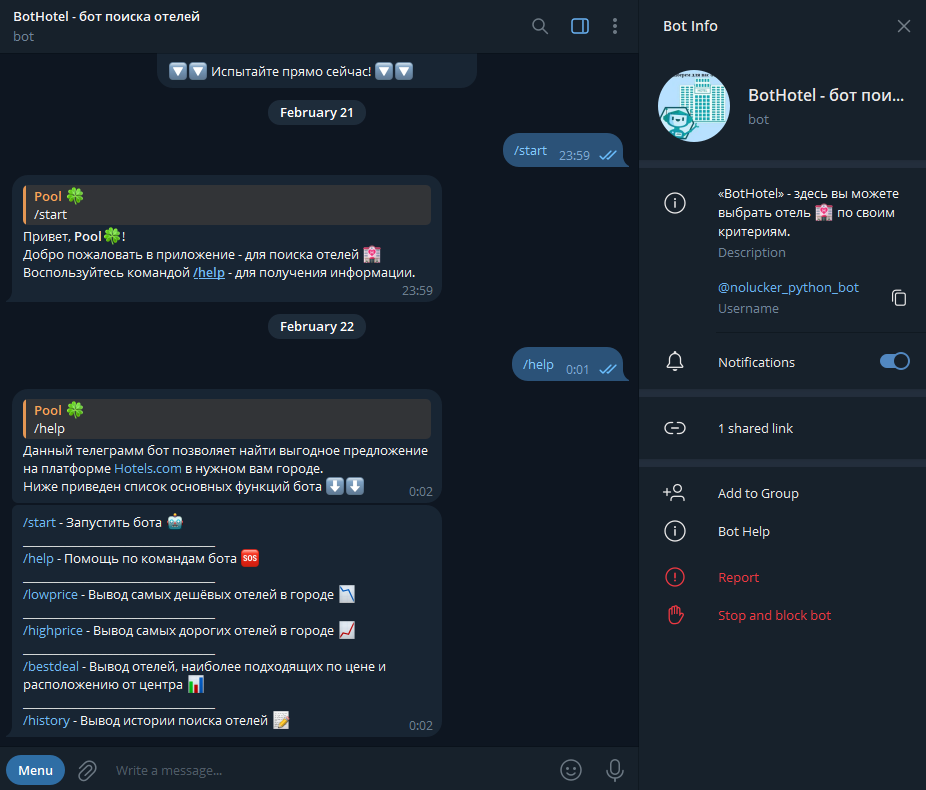 BotHotel - бот поиска отелей
bot
🔽🔽 Испытайте прямо сейчас! 🔽🔽
February 21
/start 23:59
Pool 🍀
/start
Привет, Pool🍀!
Добро пожаловать в приложение - для поиска отелей 🏩
Воспользуйтесь командой /help - для получения информации.
23:59
February 22
/help 0:01
Pool 🍀
/help
Данный телеграмм бот позволяет найти выгодное предложение
на платформе Hotels.com в нужном вам городе.
Ниже приведен список основных функций бота ⬇️⬇️
0:02
/start - Запустить бота 🤖
/help - Помощь по командам бота 🆘
/lowprice - Вывод самых дешёвых отелей в городе 📉
/highprice - Вывод самых дорогих отелей в городе 📈
/bestdeal - Вывод отелей, наиболее подходящих по цене и
расположению от центра 📊
/history - Вывод истории поиска отелей 📝
0:02
Menu
Write a message...
Bot Info
HOTEL
BotHotel - бот пои...
bot
«BotHotel» - здесь вы можете
выбрать отель 🏩 по своим
критериям.
Description
@nolucker_python_bot
Username
Notifications
1 shared link
Add to Group
Bot Help
Report
Stop and block bot